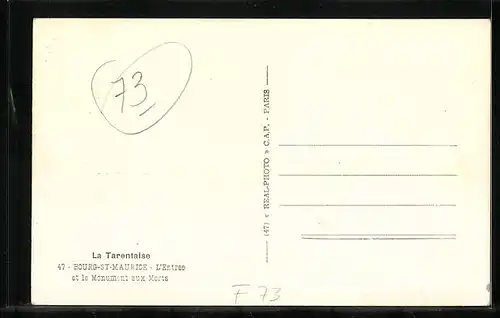 73
La Tarentaise
47 - BOURG-ST-MAURICE - L'Entrée
et le Monument aux Morts
(47) « REAL-PHOTO » C.A.P. - PARIS
F 73